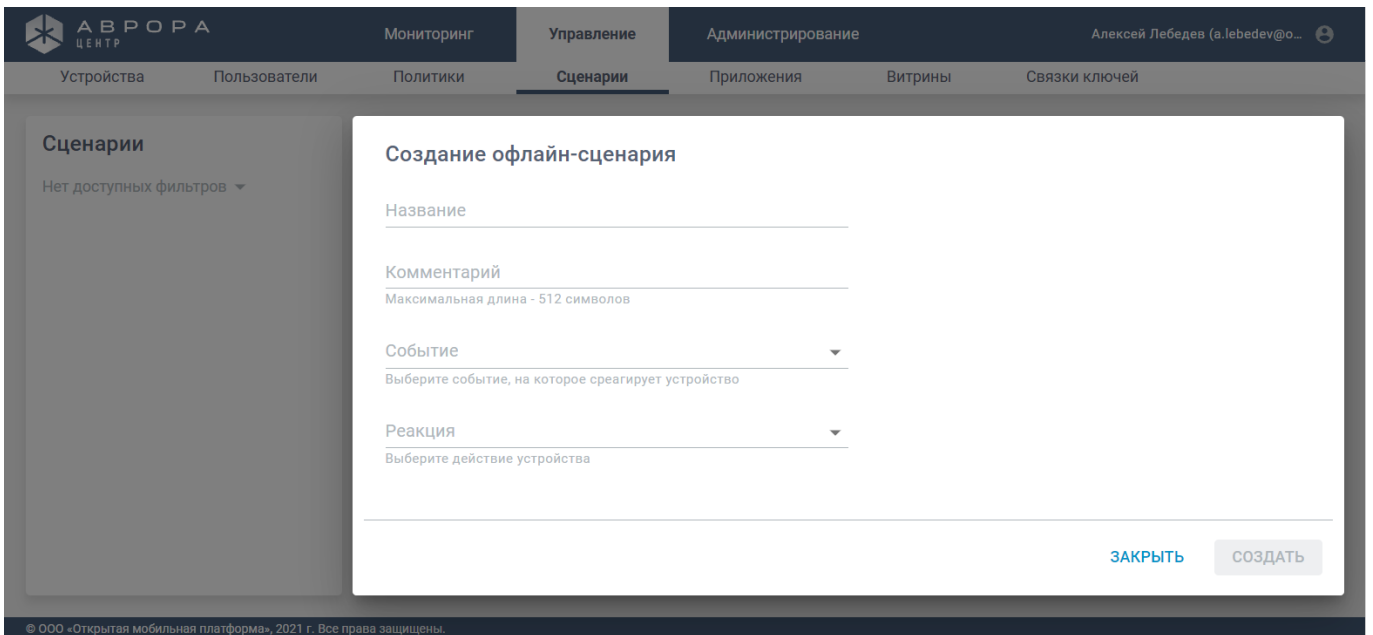 АВРОРА
ЦЕНТР
Мониторинг
Управление
Администрирование
Алексей Лебедев (a.lebedev@o...
Устройства
Пользователи
Политики
Сценарии
Приложения
Витрины
Связки ключей
Сценарии
Нет доступных фильтров
Создание офлайн-сценария
Название
Комментарий
Максимальная длина - 512 символов
Событие
Выберите событие, на которое среагирует устройство
Реакция
Выберите действие устройства
ЗАКРЫТЬ
СОЗДАТЬ
© ООО «Открытая мобильная платформа», 2021 г. Все права защищены.